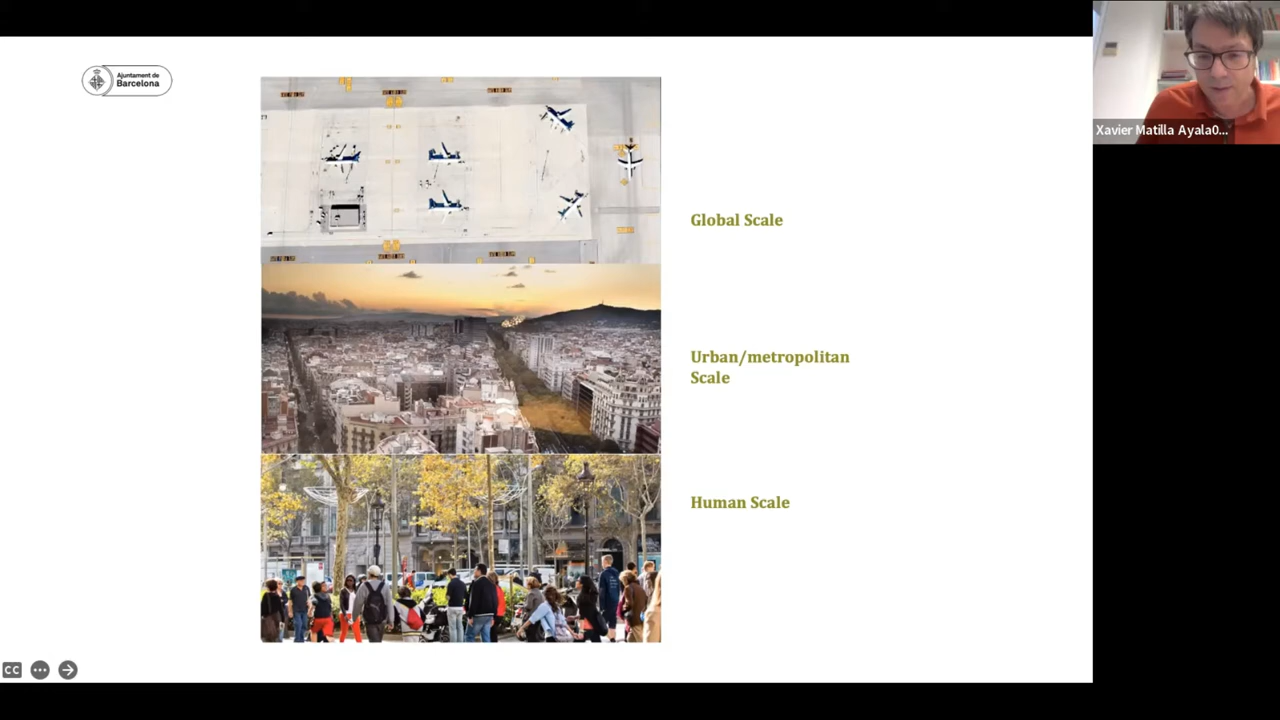 Ajuntament de
Barcelona
Global Scale
Urban/metropolitan
Scale
Human Scale
Xavier Matilla Ayala0...
CC